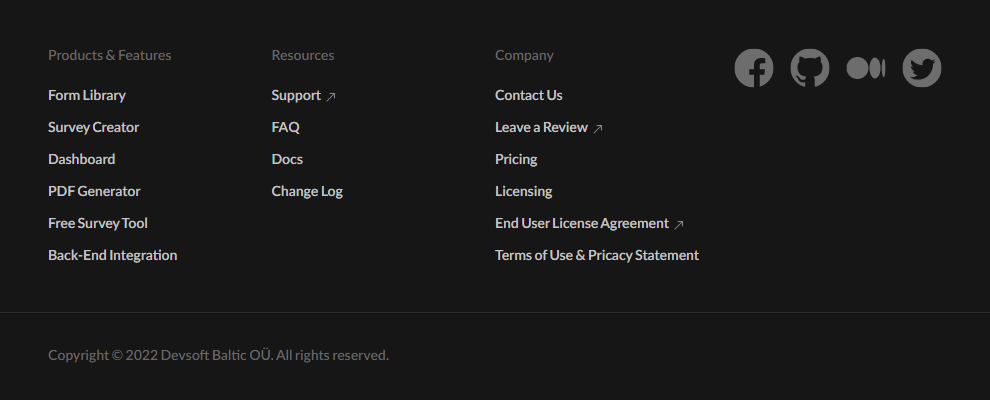 Products & Features
Form Library
Survey Creator
Dashboard
PDF Generator
Free Survey Tool
Back-End Integration
Resources
Support
FAQ
Docs
Change Log
Company
Contact Us
Leave a Review
Pricing
Licensing
End User License Agreement
Terms of Use & Privacy Statement
Copyright © 2022 Devsoft Baltic OÜ. All rights reserved.